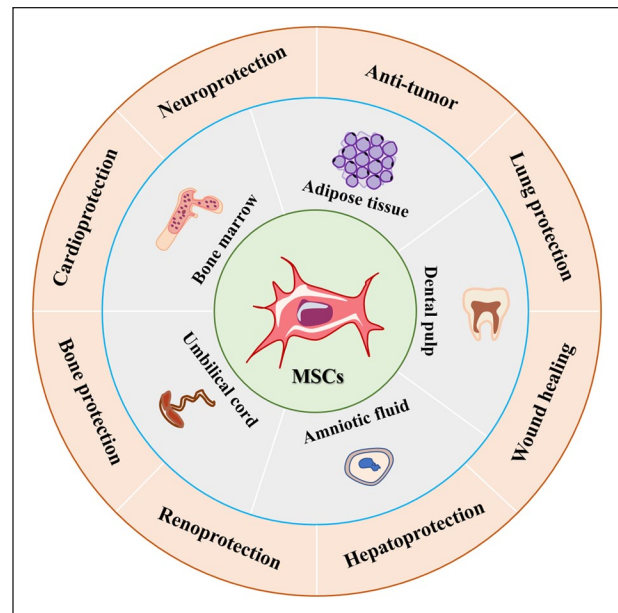 Neuroprotection
Anti-tumor
Lung protection
Wound healing
Hepatoprotection
Renoprotection
Bone protection
Cardioprotection
Adipose tissue
Dental pulp
Amniotic fluid
Umbilical cord
Bone marrow
MSCs